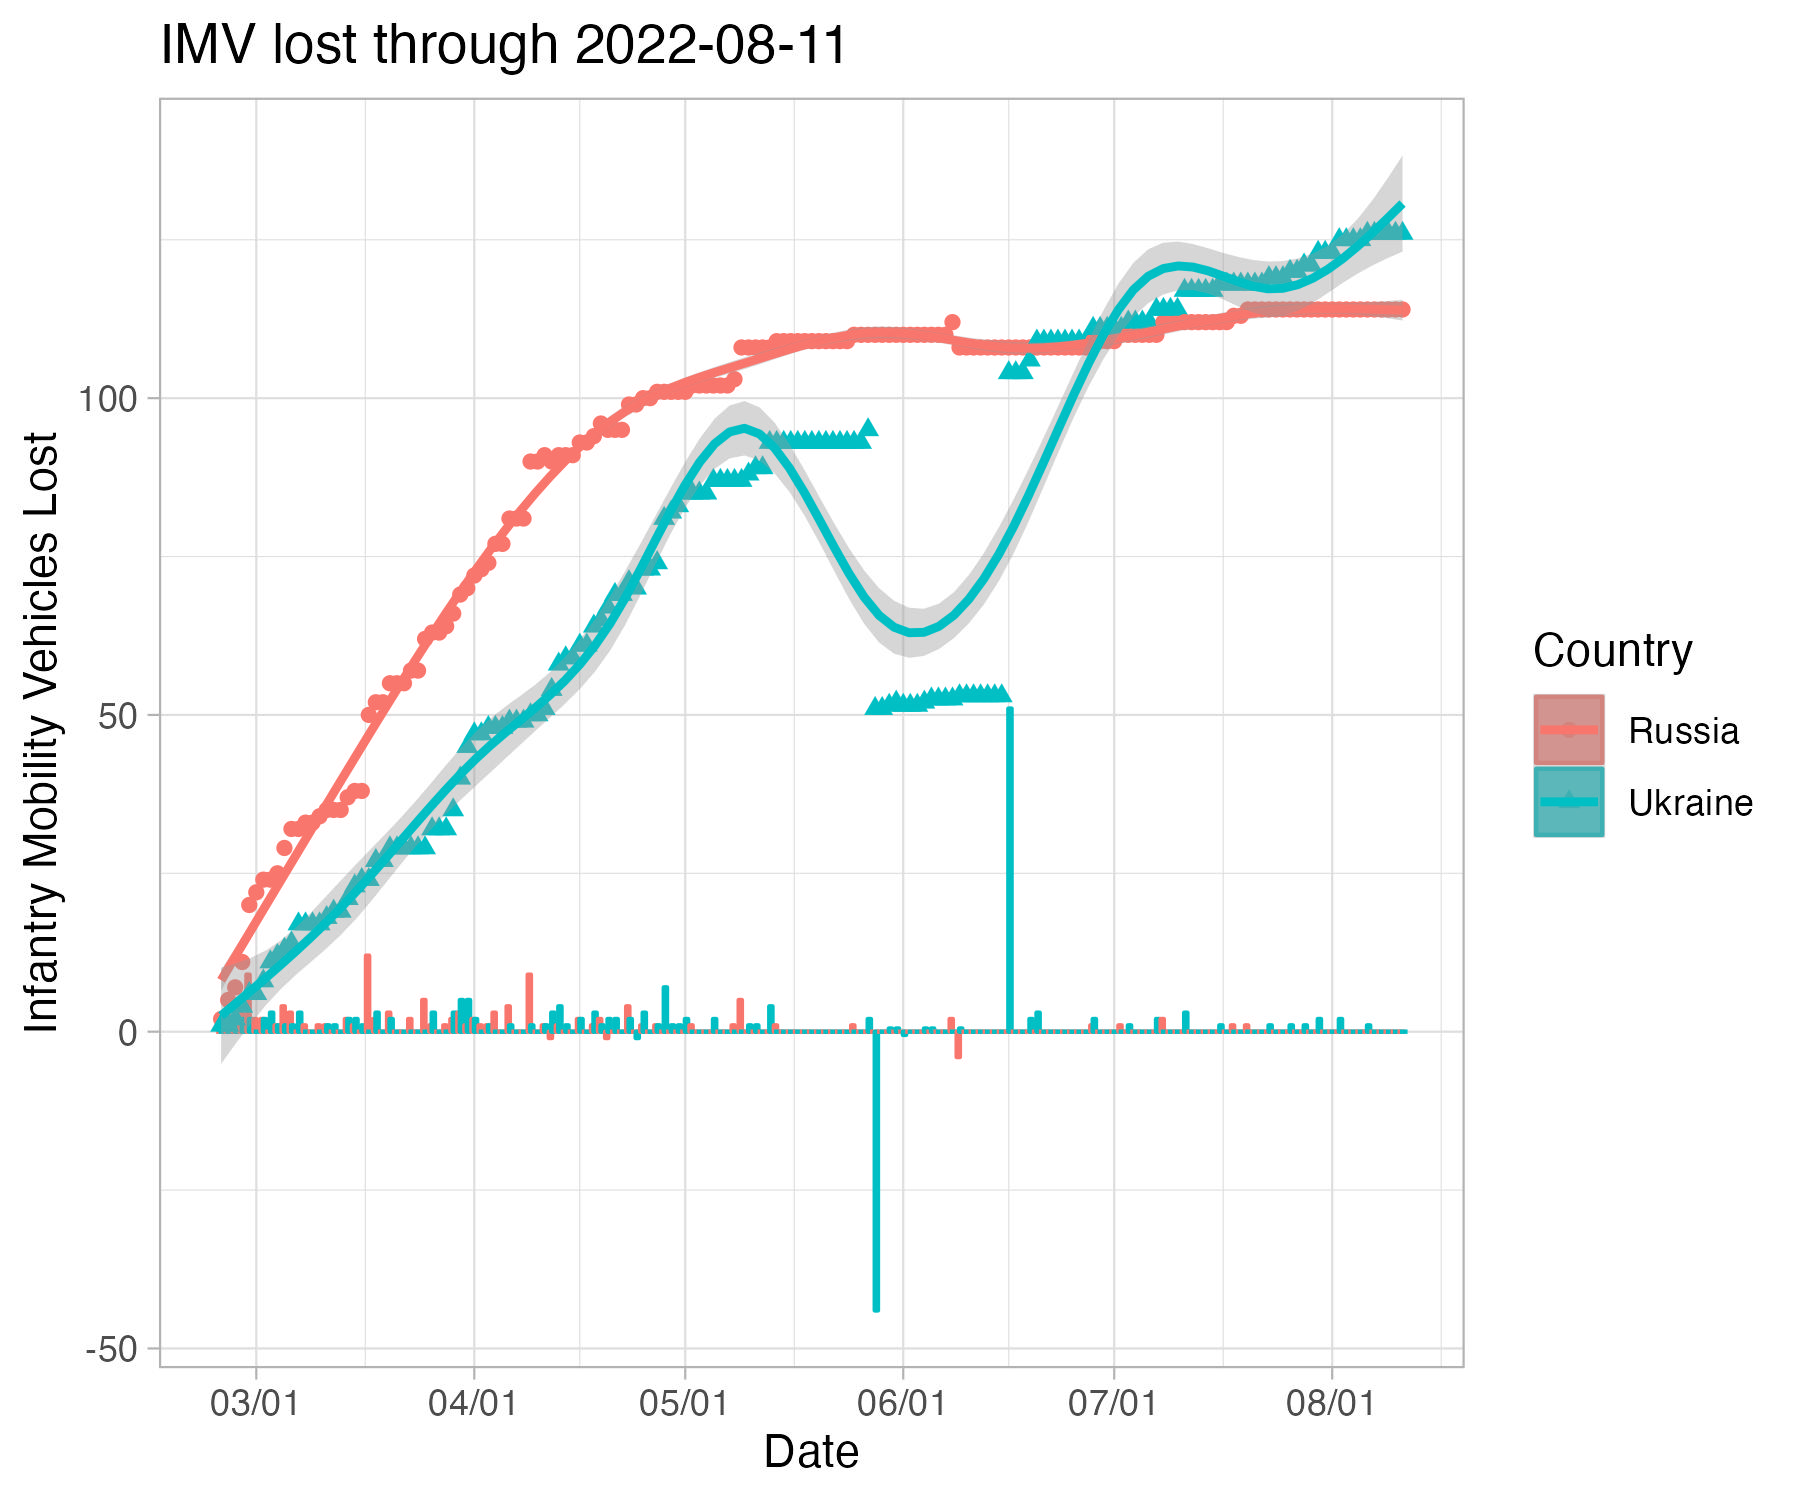 IMV lost through 2022-08-11
Infantry Mobility Vehicles Lost
100
50
0
-50
03/01
04/01
05/01
06/01
07/01
08/01
Date
Country
Russia
Ukraine